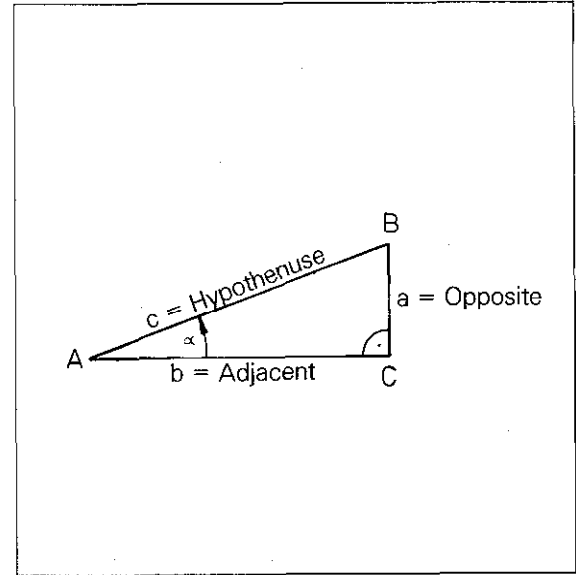 B
c = Hypothenuse
a = Opposite
α
A
b = Adjacent
C